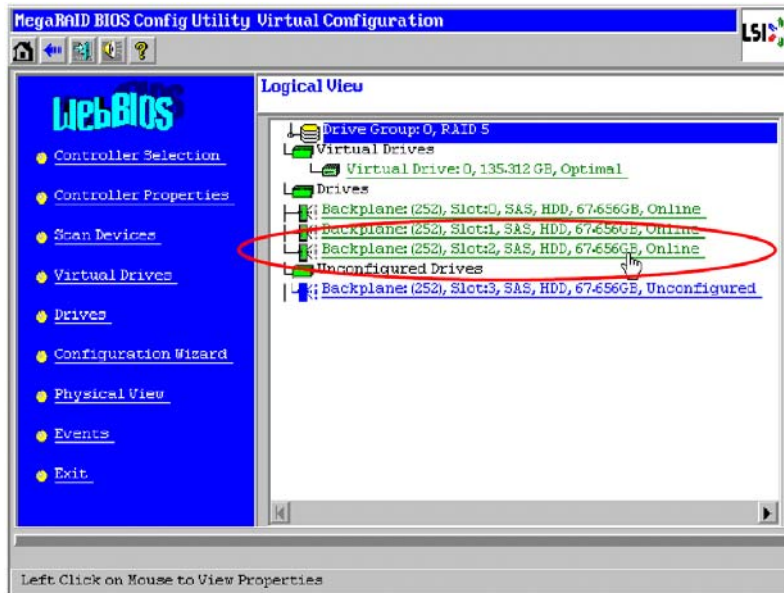 MegaRAID BIOS Config Utility Virtual Configuration
LSI
WebBIOS
Controller Selection
Controller Properties
Scan Devices
Virtual Drives
Drives
Configuration Wizard
Physical View
Events
Exit
Logical View
Drive Group: 0, RAID 5
Virtual Drives
Virtual Drive: 0, 135.312 GB, Optimal
Drives
Backplane: (252), Slot:0, SAS, HDD, 67.656GB, Online
Backplane: (252), Slot:1, SAS, HDD, 67.656GB, Online
Backplane: (252), Slot:2, SAS, HDD, 67.656GB, Online
Unconfigured Drives
Backplane: (252), Slot:3, SAS, HDD, 67.656GB, Unconfigured
Left Click on Mouse to View Properties